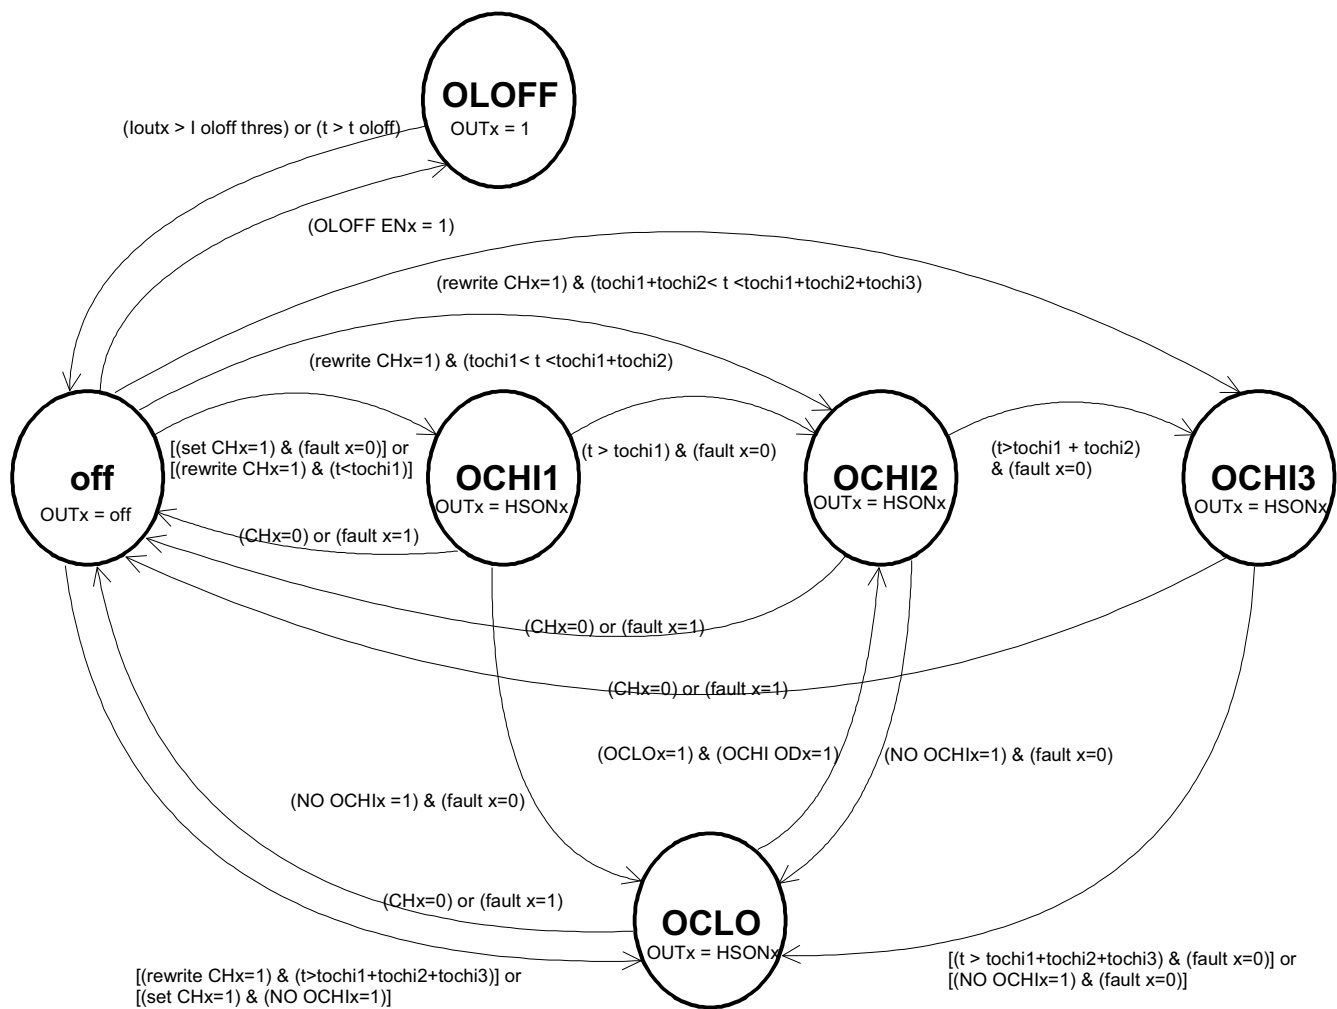 OLOFF
OUTx = 1
(Ioutx > I oloff thres) or (t > t oloff)
(OLOFF ENx = 1)
(rewrite CHx=1) & (tochi1+tochi2< t <tochi1+tochi2+tochi3)
(rewrite CHx=1) & (tochi1< t <tochi1+tochi2)
off
OUTx = off
[(set CHx=1) & (fault x=0)] or
[(rewrite CHx=1) & (t<tochi1)]
OCHI1
OUTx = HSONx
(t > tochi1) & (fault x=0)
OCHI2
OUTx = HSONx
(t>tochi1 + tochi2)
& (fault x=0)
OCHI3
OUTx = HSONx
(CHx=0) or (fault x=1)
(CHx=0) or (fault x=1)
(CHx=0) or (fault x=1)
(OCLOx=1) & (OCHI ODx=1)
(NO OCHIx=1) & (fault x=0)
(NO OCHIx =1) & (fault x=0)
(CHx=0) or (fault x=1)
OCLO
OUTx = HSONx
[(rewrite CHx=1) & (t>tochi1+tochi2+tochi3)] or
[(set CHx=1) & (NO OCHIx=1)]
[(t > tochi1+tochi2+tochi3) & (fault x=0)] or
[(NO OCHIx=1) & (fault x=0)]